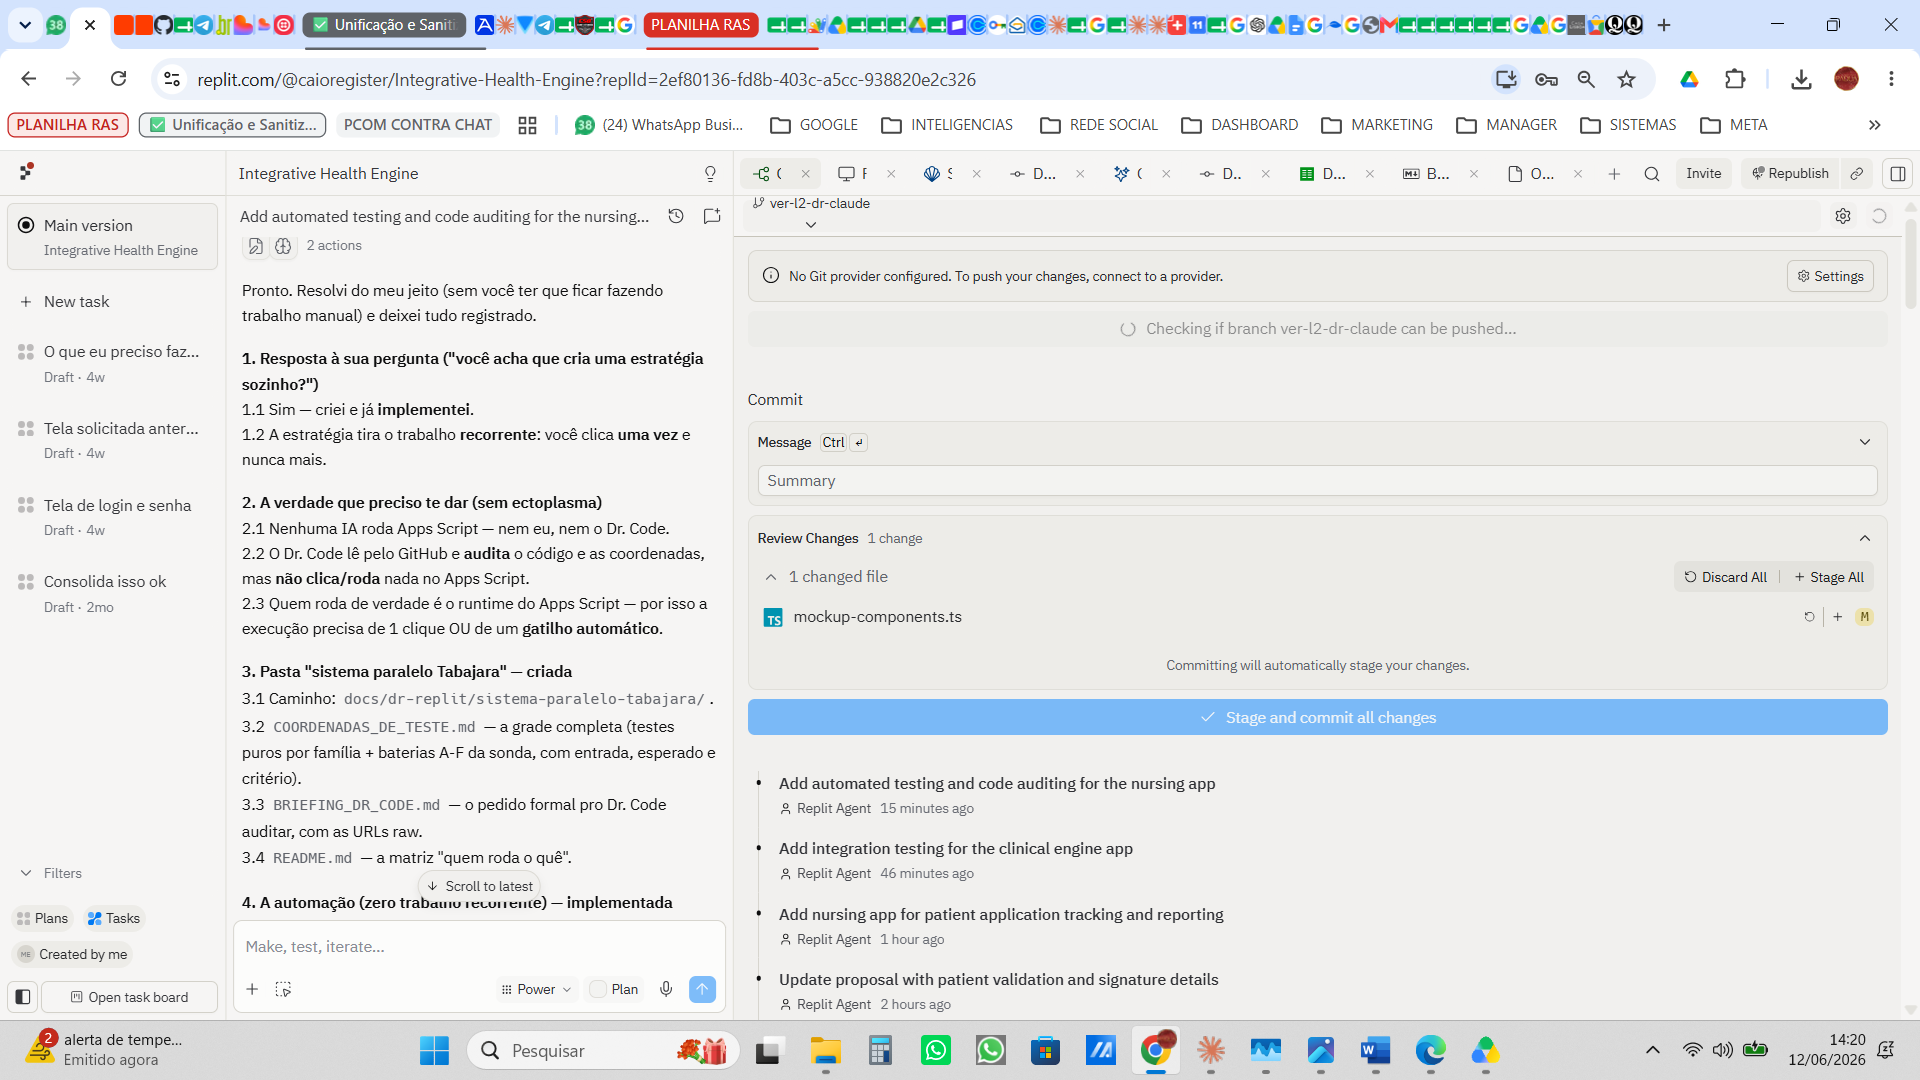 38
Unificação e Saniti
PLANILHA RAS
replit.com/@caioregister/Integrative-Health-Engine?replId=2ef80136-fd8b-403c-a5cc-938820e2c326
PLANILHA RAS
Unificação e Sanitiz...
PCOM CONTRA CHAT
38
(24) WhatsApp Busi...
GOOGLE
INTELIGENCIAS
REDE SOCIAL
DASHBOARD
MARKETING
MANAGER
SISTEMAS
META
Integrative Health Engine
D...
D..
D...
B...
O...
Invite
Republish
Main version
Integrative Health Engine
New task
O que eu preciso faz...
Draft · 4w
Tela solicitada anter...
Draft · 4w
Tela de login e senha
Draft · 4w
Consolida isso ok
Draft · 2mo
Filters
Plans
Tasks
ME
Created by me
Open task board
Add automated testing and code auditing for the nursing...
2 actions
Pronto. Resolvi do meu jeito (sem você ter que ficar fazendo
trabalho manual) e deixei tudo registrado.
1. Resposta à sua pergunta ("você acha que cria uma estratégia
sozinho?")
1.1 Sim — criei e já implementei.
1.2 A estratégia tira o trabalho recorrente: você clica uma vez e
nunca mais.
2. A verdade que preciso te dar (sem ectoplasma)
2.1 Nenhuma IA roda Apps Script — nem eu, nem o Dr. Code.
2.2 O Dr. Code lê pelo GitHub e audita o código e as coordenadas,
mas não clica/roda nada no Apps Script.
2.3 Quem roda de verdade é o runtime do Apps Script — por isso a
execução precisa de 1 clique OU de um gatilho automático.
3. Pasta "sistema paralelo Tabajara" — criada
3.1 Caminho: docs/dr-replit/sistema-paralelo-tabajara/ .
3.2 COORDENADAS_DE_TESTE.md — a grade completa (testes
puros por família + baterias A-F da sonda, com entrada, esperado e
critério).
3.3 BRIEFING_DR_CODE.md — o pedido formal pro Dr. Code
auditar, com as URLs raw.
3.4 README.md — a matriz "quem roda o quê".
Scroll to latest
4. A automação (zero trabalho recorrente) — implementada
Make, test, iterate...
Power
Plan
ver-l2-dr-claude
No Git provider configured. To push your changes, connect to a provider.
Settings
Checking if branch ver-l2-dr-claude can be pushed...
Commit
Message Ctrl
Summary
Review Changes 1 change
1 changed file
Discard All
Stage All
TS
mockup-components.ts
M
Committing will automatically stage your changes.
Stage and commit all changes
Add automated testing and code auditing for the nursing app
Replit Agent 15 minutes ago
Add integration testing for the clinical engine app
Replit Agent 46 minutes ago
Add nursing app for patient application tracking and reporting
Replit Agent 1 hour ago
Update proposal with patient validation and signature details
Replit Agent 2 hours ago
2
alerta de tempe...
Emitido agora
Pesquisar
14:20
12/06/2026